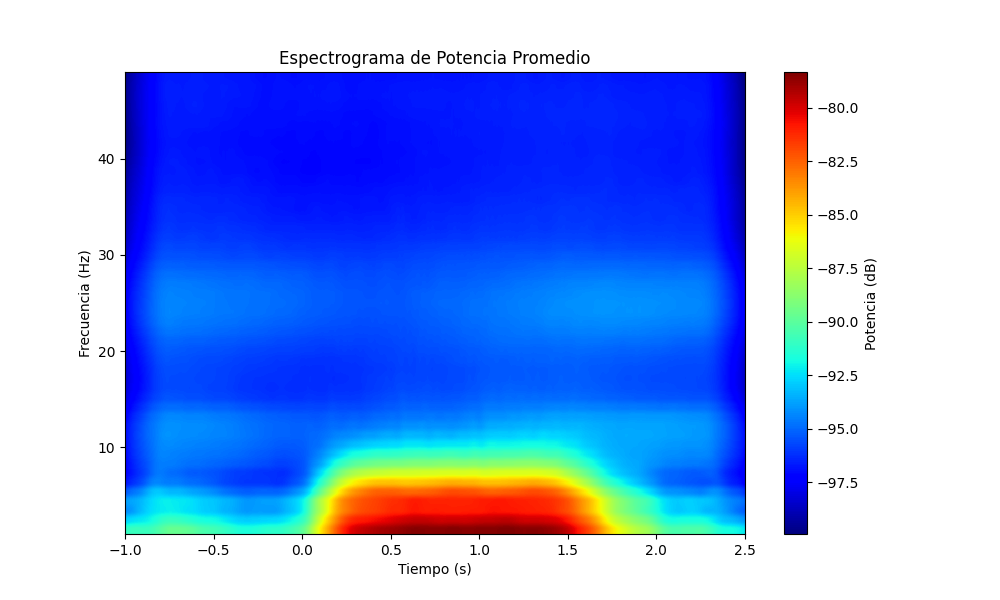 Espectrograma de Potencia Promedio
Frecuencia (Hz)
40
30
20
10
−1.0 −0.5 0.0 0.5 1.0 1.5 2.0 2.5
Tiempo (s)
−80.0
−82.5
−85.0
−87.5
−90.0
−92.5
−95.0
−97.5
Potencia (dB)